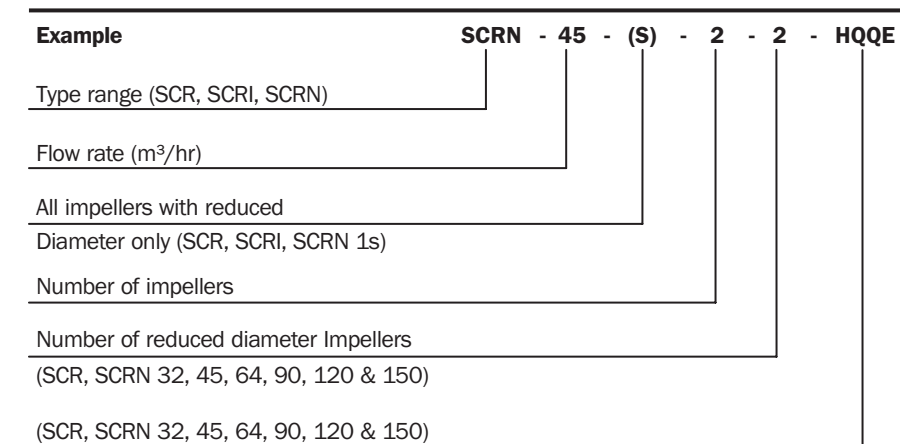 Example SCRN - 45 - (S) - 2 - 2 - HQQE
Type range (SCR, SCRI, SCRN)
Flow rate (m³/hr)
All impellers with reduced
Diameter only (SCR, SCRI, SCRN 1s)
Number of impellers
Number of reduced diameter Impellers
(SCR, SCRN 32, 45, 64, 90, 120 & 150)
(SCR, SCRN 32, 45, 64, 90, 120 & 150)